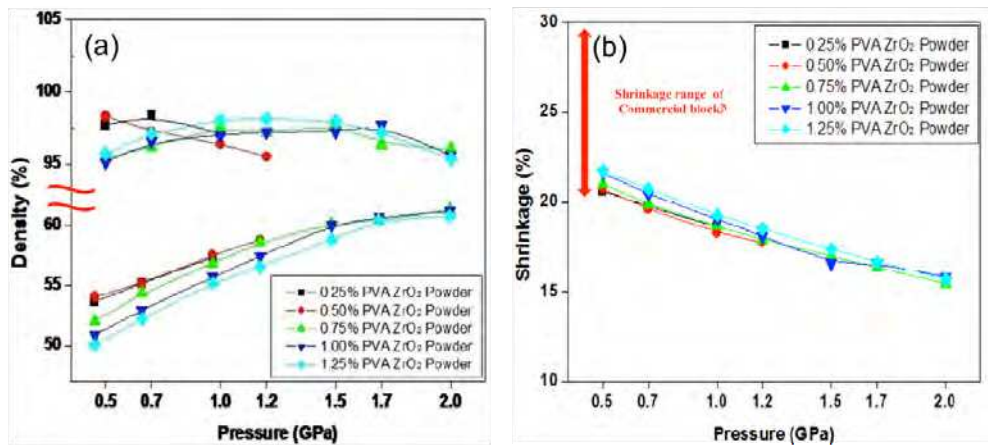 (a)
105
100
95
60
55
50
Density (%)
0.25% PVA ZrO₂ Powder
0.50% PVA ZrO₂ Powder
0.75% PVA ZrO₂ Powder
1.00% PVA ZrO₂ Powder
1.25% PVA ZrO₂ Powder
0.5 0.7 1.0 1.2 1.5 1.7 2.0
Pressure (GPa)
(b)
30
25
20
15
10
Shrinkage (%)
Shrinkage range of
Commercial block?
0.25% PVA ZrO₂ Powder
0.50% PVA ZrO₂ Powder
0.75% PVA ZrO₂ Powder
1.00% PVA ZrO₂ Powder
1.25% PVA ZrO₂ Powder
0.5 0.7 1.0 1.2 1.5 1.7 2.0
Pressure (GPa)